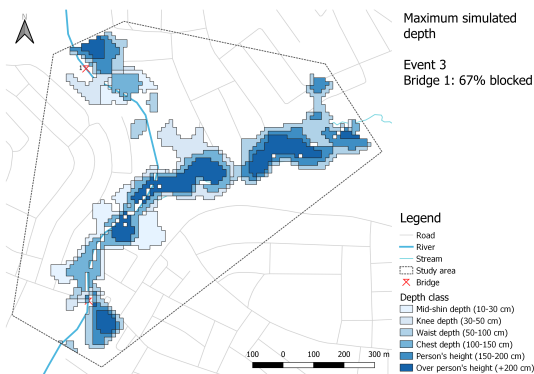 N
Maximum simulated
depth
Event 3
Bridge 1: 67% blocked
1
Legend
Road
River
Stream
Study area
Bridge
Depth class
Mid-shin depth (10-30 cm)
Knee depth (30-50 cm)
Waist depth (50-100 cm)
Chest depth (100-150 cm)
Person's height (150-200 cm)
Over person's height (+200 cm)
100 0 100 200 300 m